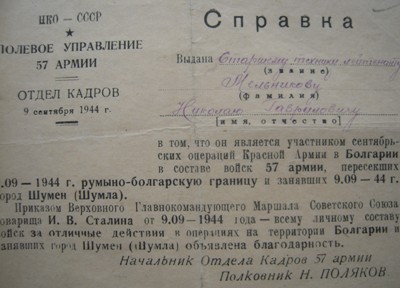 НКО — СССР
★
ПОЛЕВОЕ УПРАВЛЕНИЕ
57 АРМИИ
ОТДЕЛ КАДРОВ
9 сентября 1944 г.
Справка
Выдана Старшему технику лейтенанту
(звание)
Мельникову
(фамилия)
Николаю Гавриловичу
(имя, отчество)
в том, что он является участником сентябрь-
ских операций Красной Армии в Болгарии
в составе войск 57 армии, пересекших
9.09—1944 г. румыно-болгарскую границу и занявших 9.09—44 г.
город Шумен (Шумла).
Приказом Верховного Главнокомандующего Маршала Советского Союза
товарища И. В. Сталина от 9.09—1944 года—всему личному составу
войск за отличные действия в операциях на территории Болгарии и
занявших город Шумен (Шумла) объявлена благодарность.
Начальник Отдела Кадров 57 армии
Полковник Н. ПОЛЯКОВ